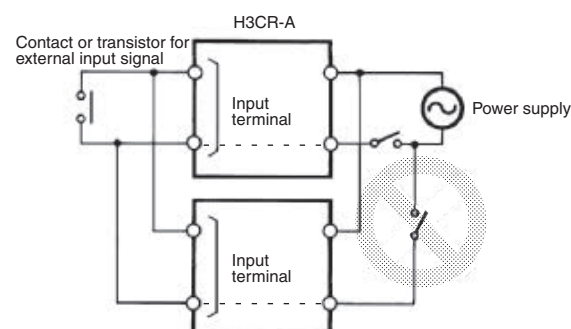 H3CR-A
Contact or transistor for
external input signal
Input
terminal
Power supply
Input
terminal